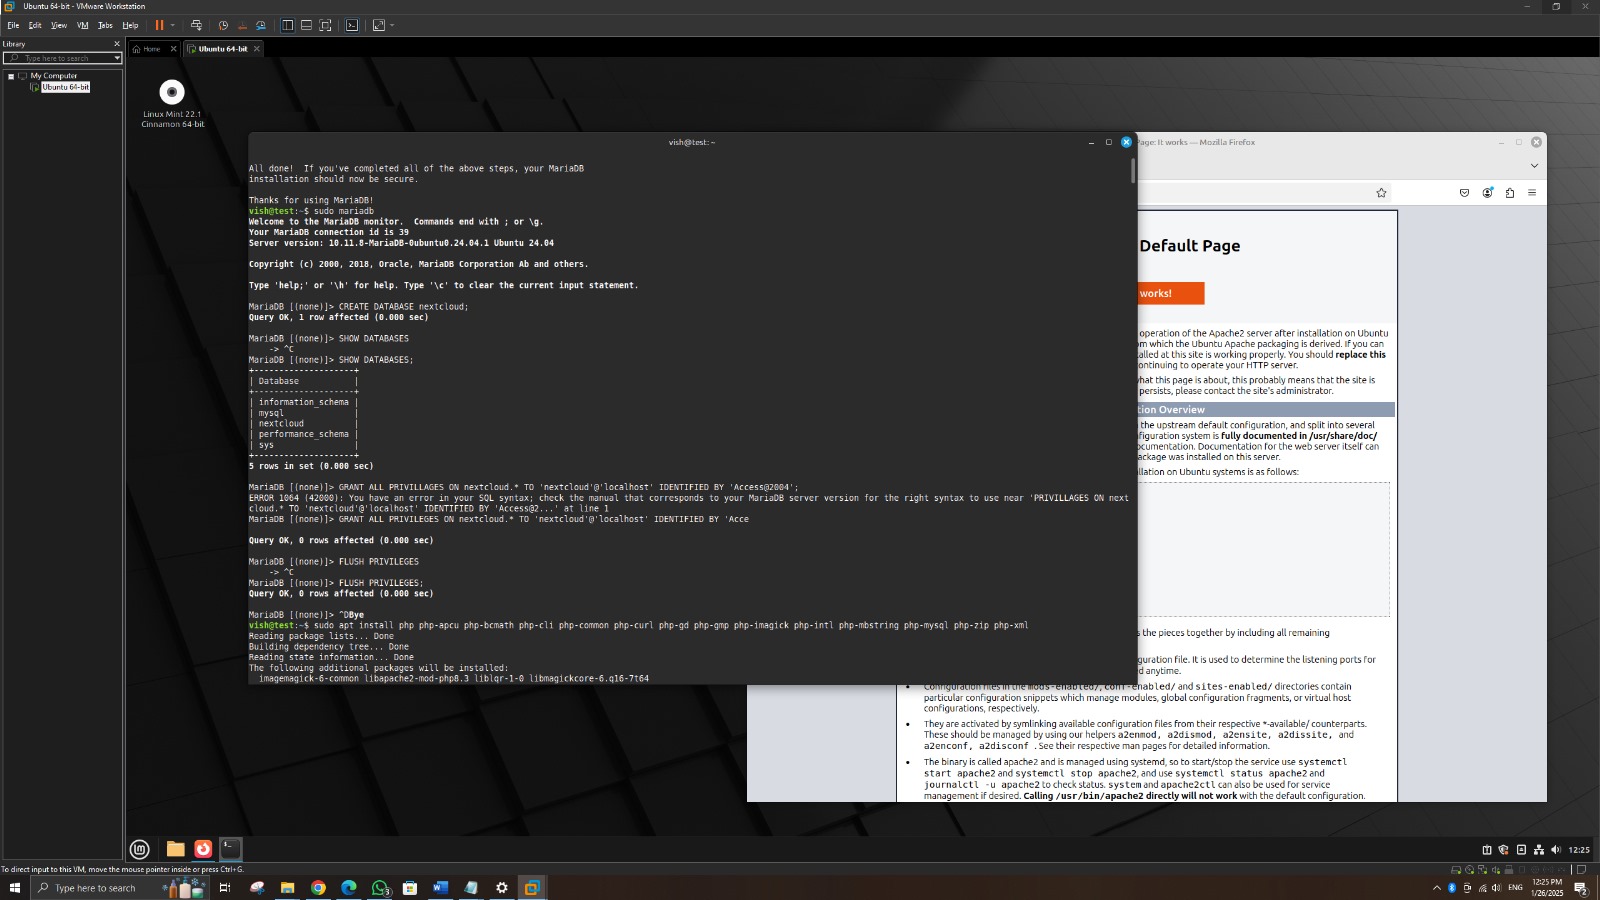 Ubuntu 64-bit - VMware Workstation
File Edit View VM Tabs Help
Library
Type here to search
My Computer
Ubuntu 64-bit
Home
Ubuntu 64-bit
Linux Mint 22.1
Cinnamon 64-bit
vish@test: ~
All done!  If you've completed all of the above steps, your MariaDB
installation should now be secure.
Thanks for using MariaDB!
vish@test:~$ sudo mariadb
Welcome to the MariaDB monitor.  Commands end with ; or \g.
Your MariaDB connection id is 39
Server version: 10.11.8-MariaDB-0ubuntu0.24.04.1 Ubuntu 24.04
Copyright (c) 2000, 2018, Oracle, MariaDB Corporation Ab and others.
Type 'help;' or '\h' for help. Type '\c' to clear the current input statement.
MariaDB [(none)]> CREATE DATABASE nextcloud;
Query OK, 1 row affected (0.000 sec)
MariaDB [(none)]> SHOW DATABASES
    -> ^C
MariaDB [(none)]> SHOW DATABASES;
+--------------------+
| Database           |
+--------------------+
| information_schema |
| mysql              |
| nextcloud          |
| performance_schema |
| sys                |
+--------------------+
5 rows in set (0.000 sec)
MariaDB [(none)]> GRANT ALL PRIVILLAGES ON nextcloud.* TO 'nextcloud'@'localhost' IDENTIFIED BY 'Access@2004';
ERROR 1064 (42000): You have an error in your SQL syntax; check the manual that corresponds to your MariaDB server version for the right syntax to use near 'PRIVILLAGES ON next
cloud.* TO 'nextcloud'@'localhost' IDENTIFIED BY 'Access@2...' at line 1
MariaDB [(none)]> GRANT ALL PRIVILEGES ON nextcloud.* TO 'nextcloud'@'localhost' IDENTIFIED BY 'Acce
Query OK, 0 rows affected (0.000 sec)
MariaDB [(none)]> FLUSH PRIVILEGES
    -> ^C
MariaDB [(none)]> FLUSH PRIVILEGES;
Query OK, 0 rows affected (0.000 sec)
MariaDB [(none)]> ^DBye
vish@test:~$ sudo apt install php php-apcu php-bcmath php-cli php-common php-curl php-gd php-gmp php-imagick php-intl php-mbstring php-mysql php-zip php-xml
Reading package lists... Done
Building dependency tree... Done
Reading state information... Done
The following additional packages will be installed:
  imagemagick-6-common libapache2-mod-php8.3 liblqr-1-0 libmagickcore-6.q16-7t64
Page: It works — Mozilla Firefox
Default Page
works!
operation of the Apache2 server after installation on Ubuntu
om which the Ubuntu Apache packaging is derived. If you can
alled at this site is working properly. You should replace this
ontinuing to operate your HTTP server.
hat this page is about, this probably means that the site is
persists, please contact the site's administrator.
tion Overview
the upstream default configuration, and split into several
figuration system is fully documented in /usr/share/doc/
ocumentation. Documentation for the web server itself can
ackage was installed on this server.
llation on Ubuntu systems is as follows:
s the pieces together by including all remaining
guration file. It is used to determine the listening ports for
d anytime.
Configuration files in the mods-enabled/, conf-enabled/ and sites-enabled/ directories contain
particular configuration snippets which manage modules, global configuration fragments, or virtual host
configurations, respectively.
They are activated by symlinking available configuration files from their respective *-available/ counterparts.
These should be managed by using our helpers a2enmod, a2dismod, a2ensite, a2dissite, and
a2enconf, a2disconf . See their respective man pages for detailed information.
The binary is called apache2 and is managed using systemd, so to start/stop the service use systemctl
start apache2 and systemctl stop apache2, and use systemctl status apache2 and
journalctl -u apache2 to check status. system and apache2ctl can also be used for service
management if desired. Calling /usr/bin/apache2 directly will not work with the default configuration.
12:25
To direct input to this VM, move the mouse pointer inside or press Ctrl+G.
Type here to search
ENG
12:25 PM
1/26/2025